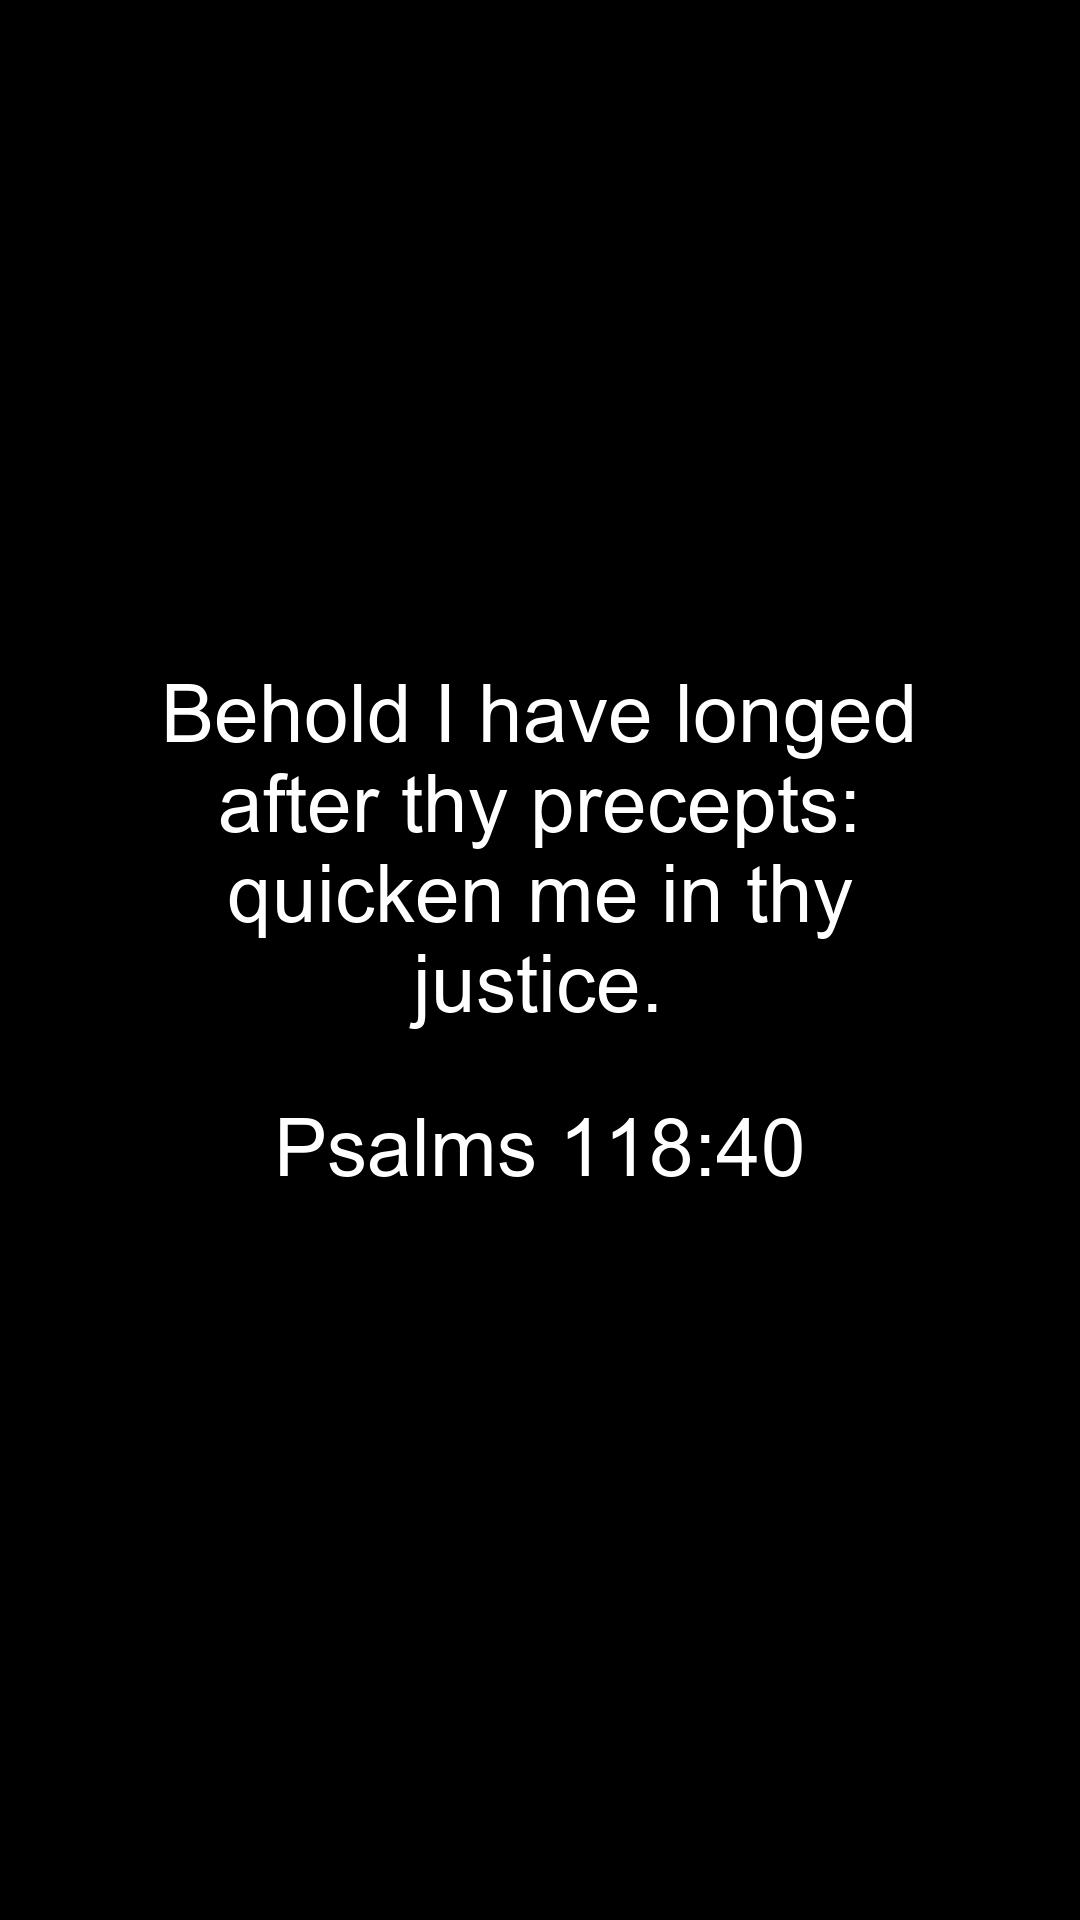 Behold I have longed
after thy precepts:
quicken me in thy
justice.
Psalms 118:40